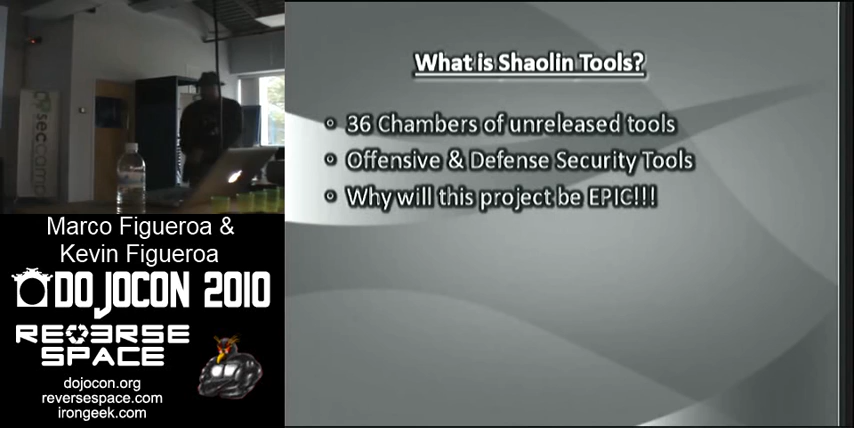 seccamp
Marco Figueroa &
Kevin Figueroa
DOJOCON 2010
REVERSE
SPACE
dojocon.org
reversespace.com
irongeek.com
What is Shaolin Tools?
36 Chambers of unreleased tools
Offensive & Defense Security Tools
Why will this project be EPIC!!!